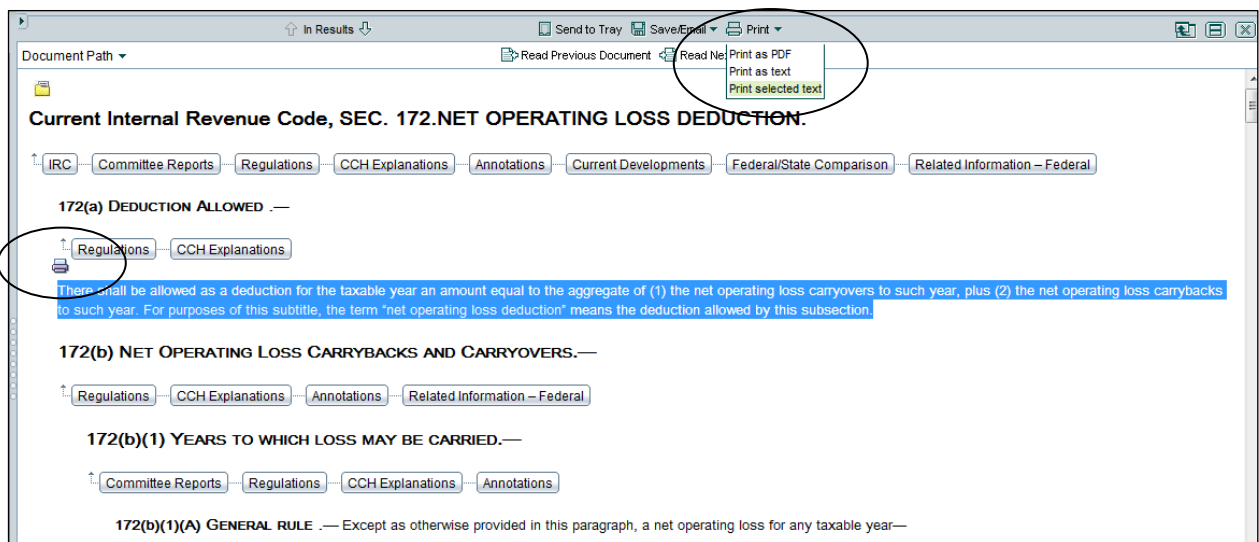 In Results Send to Tray Save/Email Print
Document Path Read Previous Document Read Ne
Print as PDF
Print as text
Print selected text
Current Internal Revenue Code, SEC. 172.NET OPERATING LOSS DEDUCTION.
IRC Committee Reports Regulations CCH Explanations Annotations Current Developments Federal/State Comparison Related Information – Federal
172(a) DEDUCTION ALLOWED .—
Regulations CCH Explanations
There shall be allowed as a deduction for the taxable year an amount equal to the aggregate of (1) the net operating loss carryovers to such year, plus (2) the net operating loss carrybacks
to such year. For purposes of this subtitle, the term "net operating loss deduction" means the deduction allowed by this subsection.
172(b) NET OPERATING LOSS CARRYBACKS AND CARRYOVERS.—
Regulations CCH Explanations Annotations Related Information – Federal
172(b)(1) YEARS TO WHICH LOSS MAY BE CARRIED.—
Committee Reports Regulations CCH Explanations Annotations
172(b)(1)(A) GENERAL RULE .— Except as otherwise provided in this paragraph, a net operating loss for any taxable year—